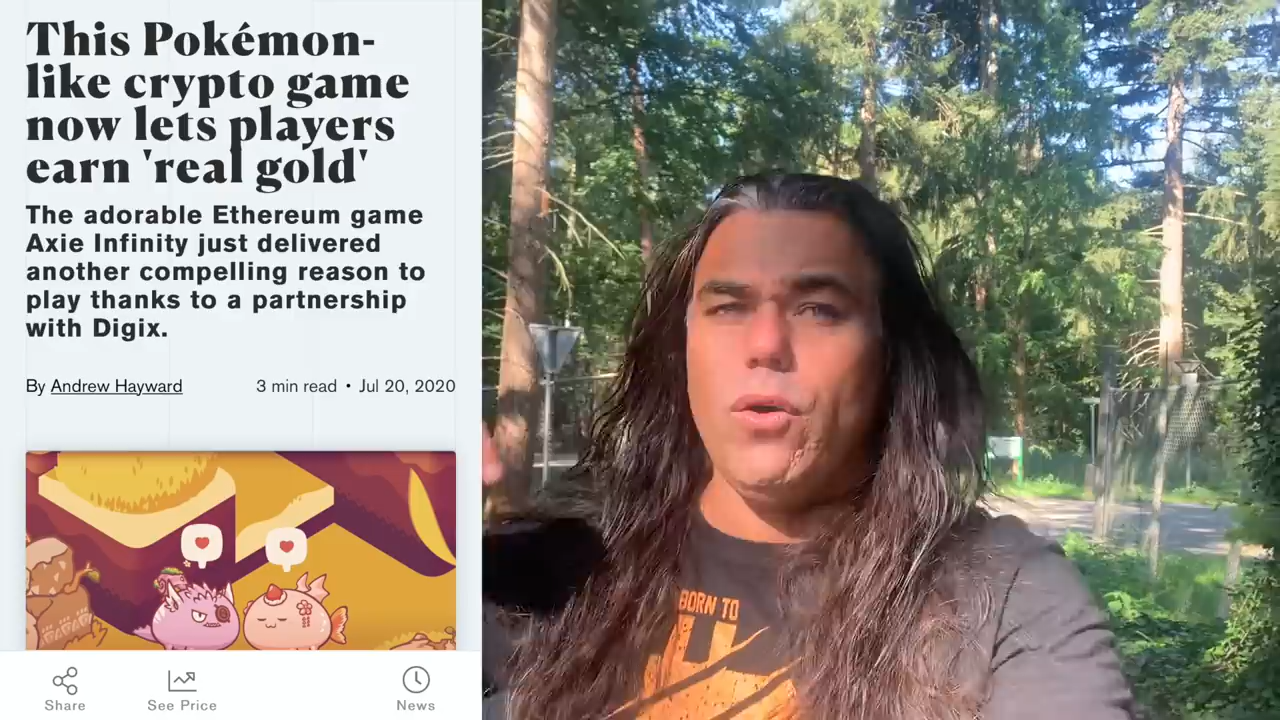 This Pokémon-
like crypto game
now lets players
earn 'real gold'
The adorable Ethereum game
Axie Infinity just delivered
another compelling reason to
play thanks to a partnership
with Digix.
By Andrew Hayward 3 min read • Jul 20, 2020
Share See Price News
BORN TO